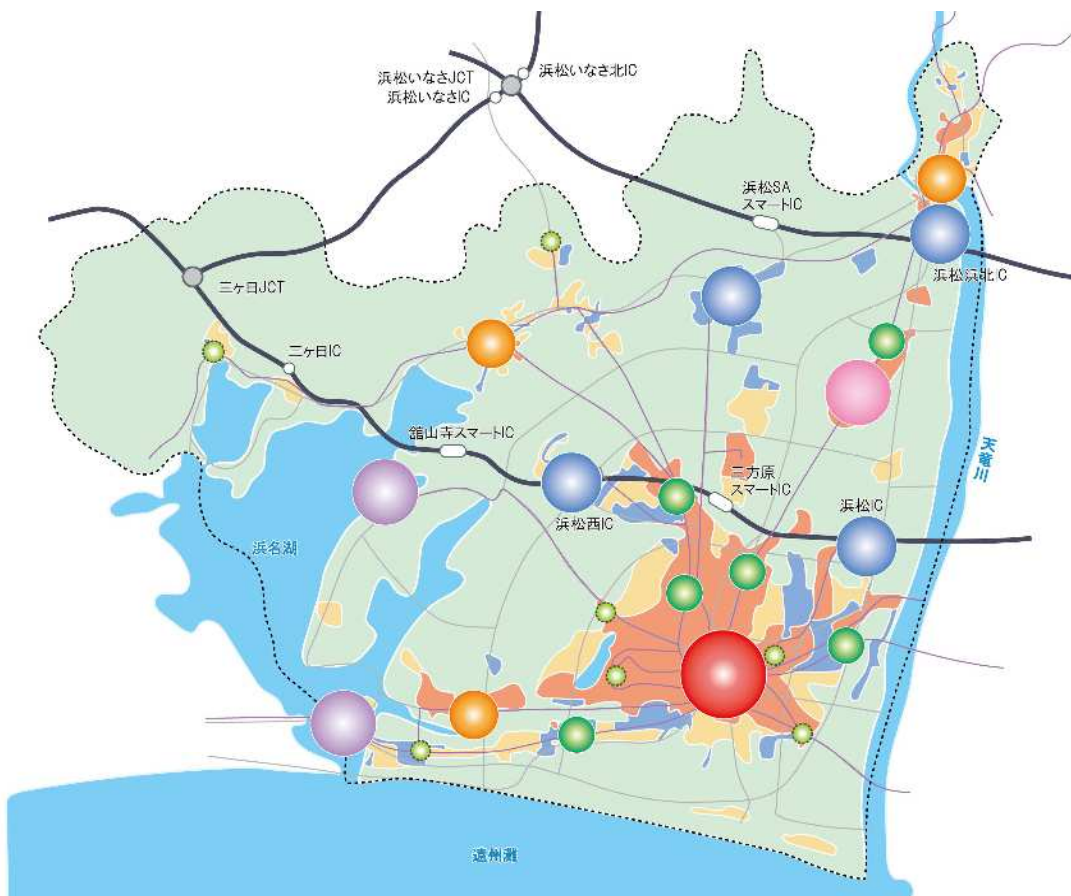 浜松いなさJCT
浜松いなさIC
浜松いなさ北IC
浜松SA
スマートIC
浜松浜北IC
三ヶ日JCT
三ヶ日IC
舘山寺スマートIC
三方原
スマートIC
浜松西IC
浜松IC
天竜川
浜名湖
遠州灘